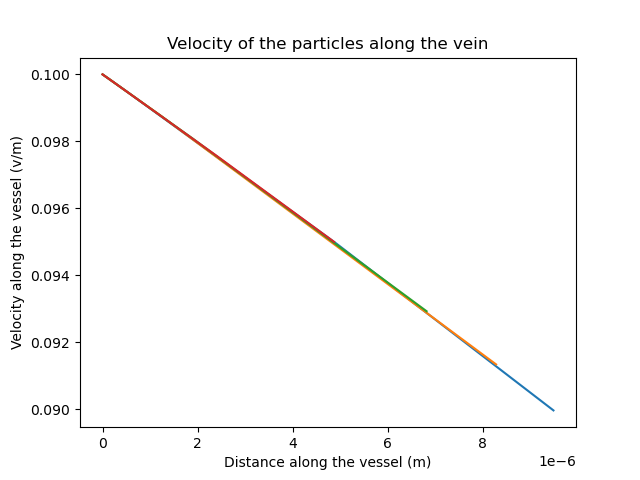 Velocity of the particles along the vein
0.100
0.098
0.096
0.094
0.092
0.090
Velocity along the vessel (v/m)
0 2 4 6 8
1e−6
Distance along the vessel (m)